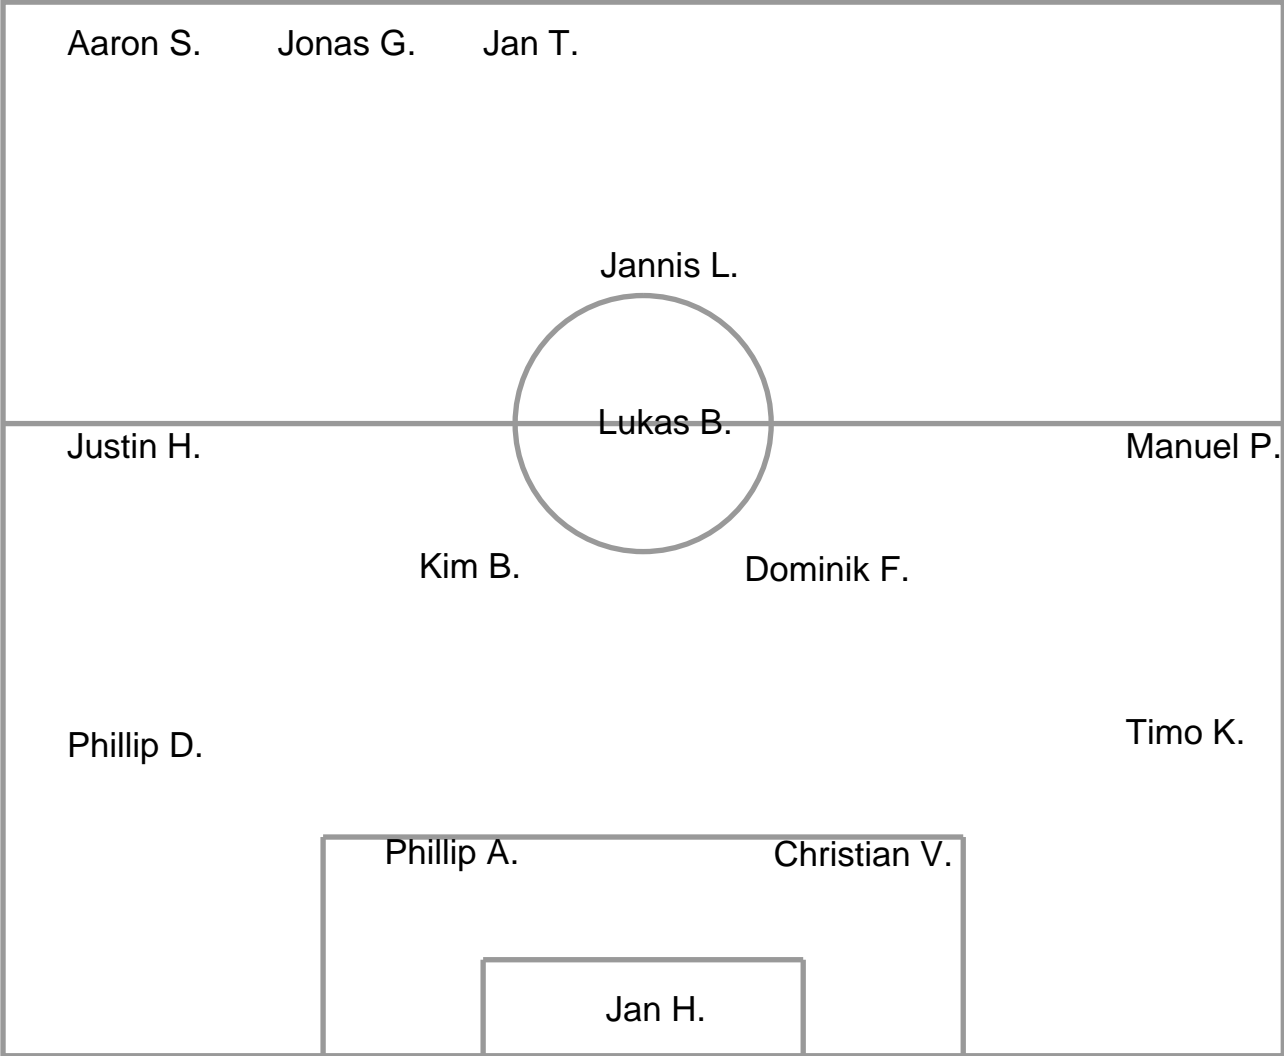 Aaron S. Jonas G. Jan T.
Jannis L.
Lukas B.
Justin H. Manuel P.
Kim B. Dominik F.
Phillip D. Timo K.
Phillip A. Christian V.
Jan H.